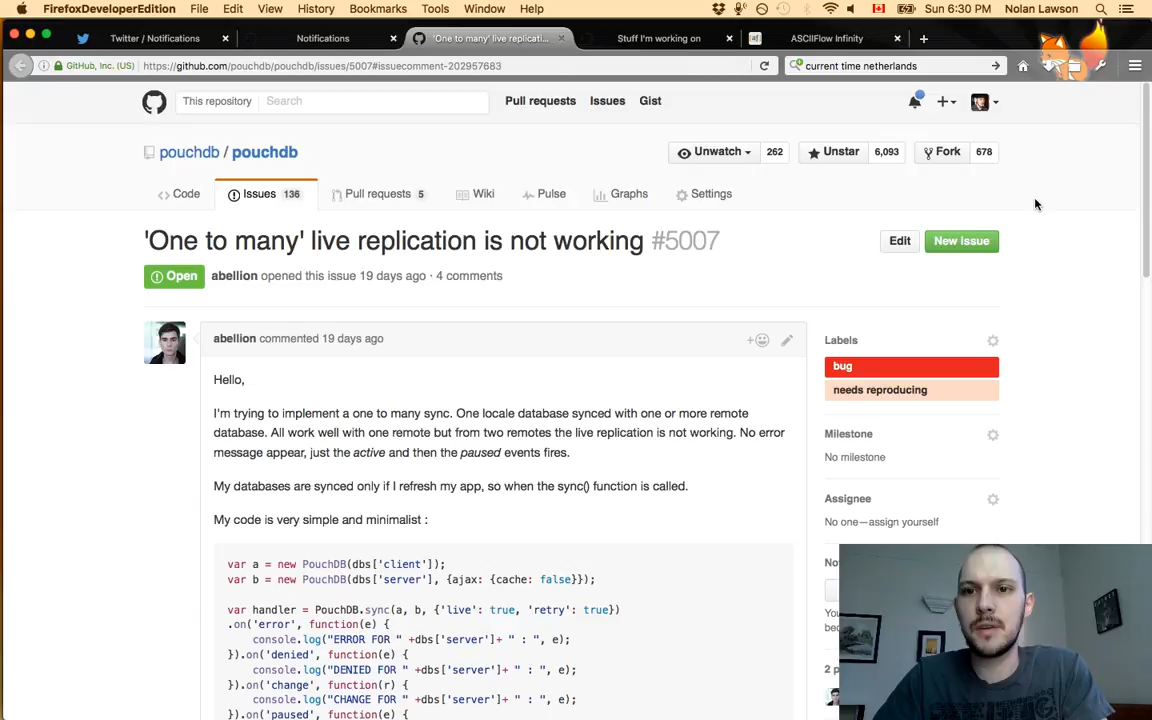 FirefoxDeveloperEdition File Edit View History Bookmarks Tools Window Help Sun 6:30 PM Nolan Lawson
Twitter / Notifications × Notifications × 'One to many' live replicati... × Stuff I'm working on × ASCIIFlow Infinity × +
GitHub, Inc. (US) https://github.com/pouchdb/pouchdb/issues/5007#issuecomment-202957683 current time netherlands
This repository Search Pull requests Issues Gist
pouchdb / pouchdb Unwatch 262 Unstar 6,093 Fork 678
Code Issues 136 Pull requests 5 Wiki Pulse Graphs Settings
'One to many' live replication is not working #5007 Edit New issue
Open abellion opened this issue 19 days ago · 4 comments
abellion commented 19 days ago
Hello,
I'm trying to implement a one to many sync. One locale database synced with one or more remote
database. All work well with one remote but from two remotes the live replication is not working. No error
message appear, just the active and then the paused events fires.
My databases are synced only if I refresh my app, so when the sync() function is called.
My code is very simple and minimalist :
var a = new PouchDB(dbs['client']);
var b = new PouchDB(dbs['server'], {ajax: {cache: false}});
var handler = PouchDB.sync(a, b, {'live': true, 'retry': true})
.on('error', function(e) {
console.log("ERROR FOR " +dbs['server']+ " : ", e);
}).on('denied', function(e) {
console.log("DENIED FOR " +dbs['server']+ " : ", e);
}).on('change', function(r) {
console.log("CHANGE FOR " +dbs['server']+ " : ", e);
}).on('paused', function(e) {
Labels
bug
needs reproducing
Milestone
No milestone
Assignee
No one—assign yourself